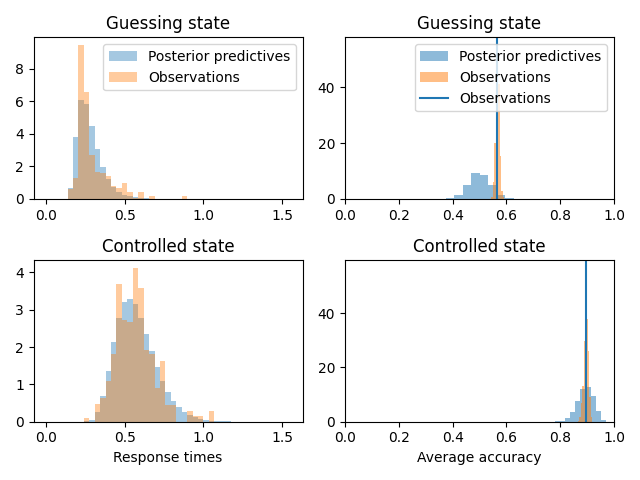 Guessing state
Guessing state
Posterior predictives
Observations
Posterior predictives
Observations
Observations
8
6
4
2
0
0.0 0.5 1.0 1.5
40
20
0
0.0 0.2 0.4 0.6 0.8 1.0
Controlled state
Controlled state
4
3
2
1
0
0.0 0.5 1.0 1.5
Response times
40
20
0
0.0 0.2 0.4 0.6 0.8 1.0
Average accuracy